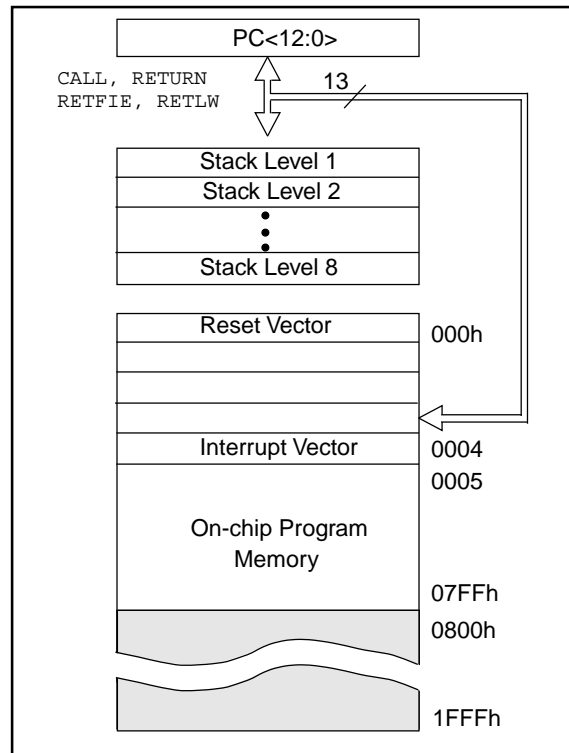 PC<12:0>
CALL, RETURN
RETFIE, RETLW
13
Stack Level 1
Stack Level 2
Stack Level 8
Reset Vector
000h
Interrupt Vector
0004
0005
On-chip Program
Memory
07FFh
0800h
1FFFh